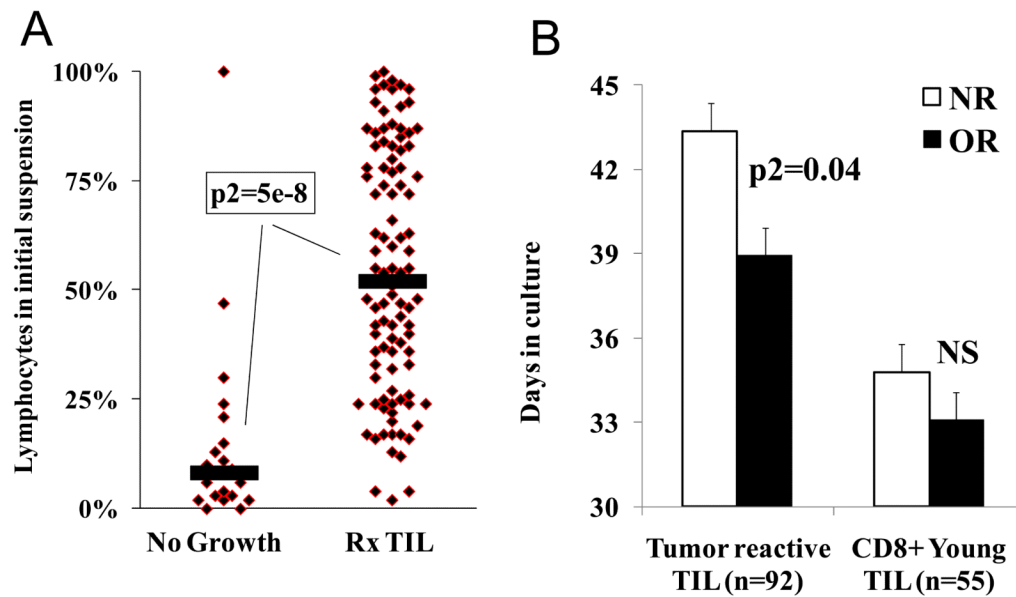 A
Lymphocytes in initial suspension
100%
75%
50%
25%
0%
p2=5e-8
No Growth
Rx TIL
B
Days in culture
45
42
39
36
33
30
NR
OR
p2=0.04
NS
Tumor reactive
TIL (n=92)
CD8+ Young
TIL (n=55)